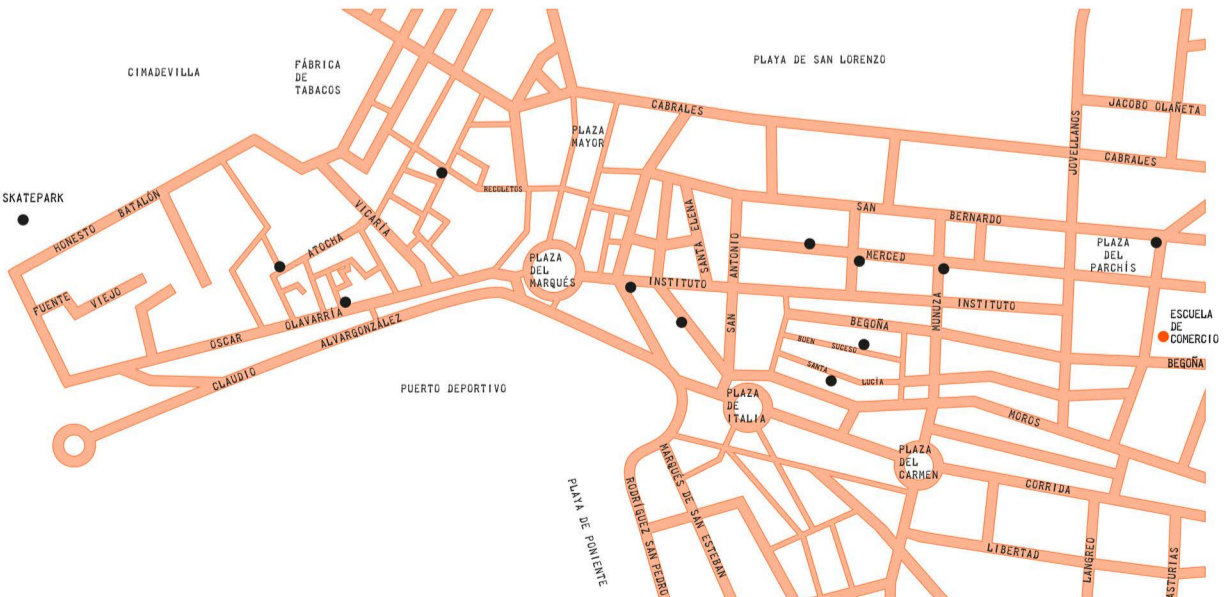 PLAYA DE SAN LORENZO
CIMADEVILLA
FÁBRICA
DE
TABACOS
CABRALES
JACOBO OLAÑETA
PLAZA
MAYOR
JOVELLANOS
CABRALES
SKATEPARK
RECOLETOS
HONESTO BATALÓN
VICARÍA
SANTA ELENA
SAN BERNARDO
ATOCHA
SAN ANTONIO
MERCED
PLAZA
DEL
PARCHÍS
PLAZA
DEL
MARQUÉS
INSTITUTO
INSTITUTO
FUENTE VIEJO
MUNUZA
ESCUELA
DE
COMERCIO
OSCAR OLAVARRÍA
BEGOÑA
BUEN SUCESO
CLAUDIO ALVARGONZÁLEZ
BEGOÑA
SANTA LUCÍA
PUERTO DEPORTIVO
PLAZA
DE
ITALIA
MOROS
PLAZA
DEL
CARMEN
CORRIDA
MARQUÉS DE SAN ESTEBAN
RODRÍGUEZ SAN PEDRO
PLAYA DE PONIENTE
LIBERTAD
LANGREO
ASTURIAS